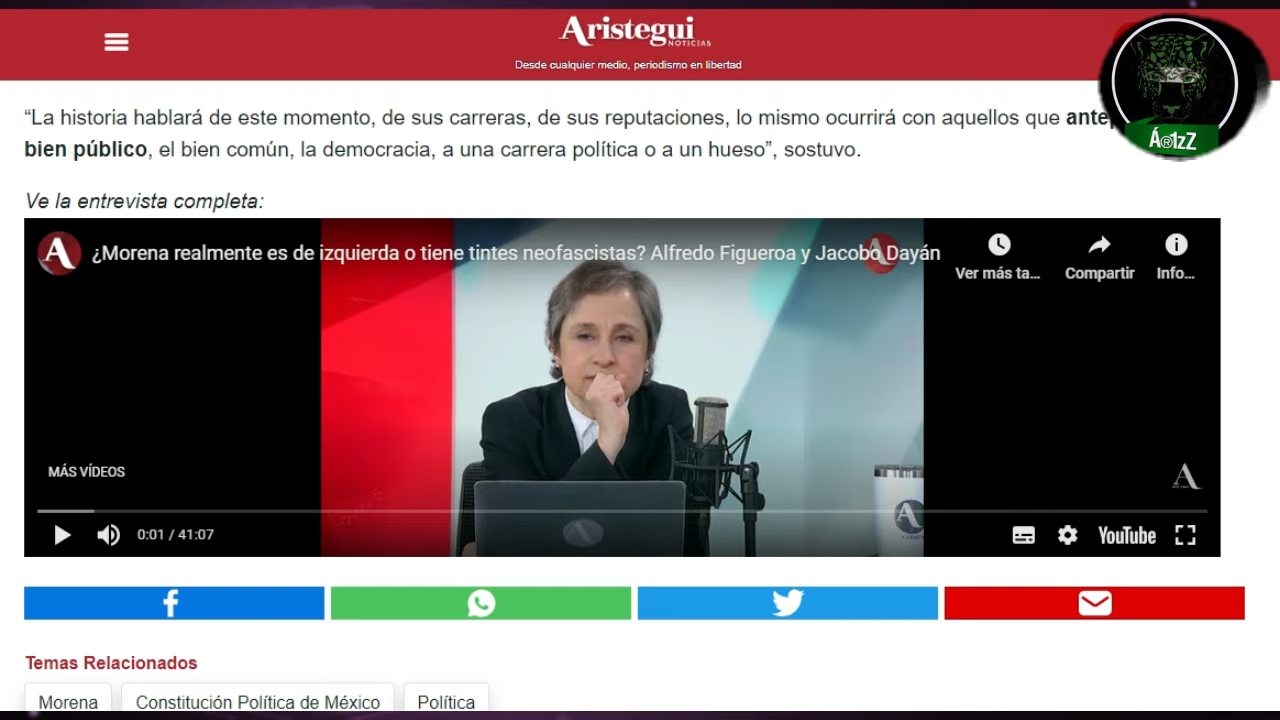 Aristegui
NOTICIAS
Desde cualquier medio, periodismo en libertad
Á®1zZ
“La historia hablará de este momento, de sus carreras, de sus reputaciones, lo mismo ocurrirá con aquellos que
bien público, el bien común, la democracia, a una carrera política o a un hueso”, sostuvo.
Ve la entrevista completa:
A
¿Morena realmente es de izquierda o tiene tintes neofascistas? Alfredo Figueroa y Jacobo Dayán
Ver más ta...
Compartir
Info...
MÁS VÍDEOS
0:01 / 41:07
YouTube
Temas Relacionados
Morena
Constitución Política de México
Política